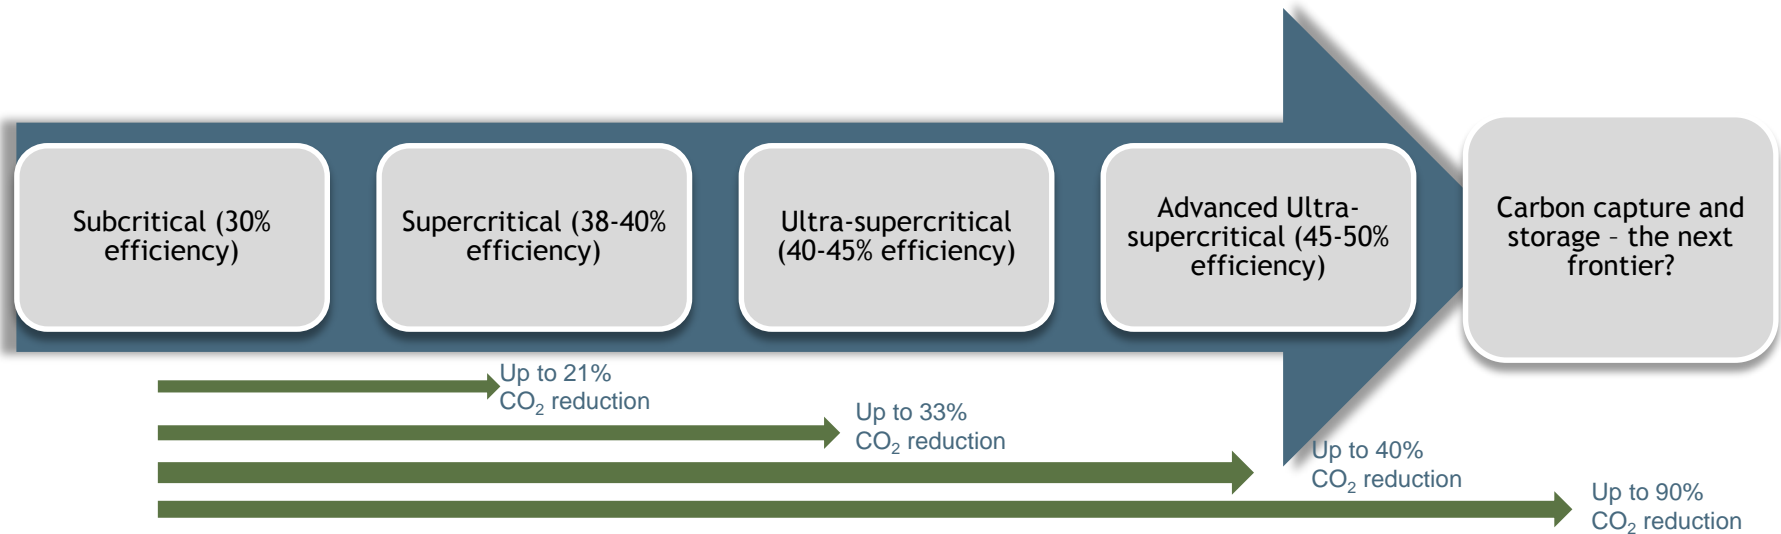 Subcritical (30%
efficiency)
Supercritical (38-40%
efficiency)
Ultra-supercritical
(40-45% efficiency)
Advanced Ultra-
supercritical (45-50%
efficiency)
Carbon capture and
storage – the next
frontier?
Up to 21%
CO₂ reduction
Up to 33%
CO₂ reduction
Up to 40%
CO₂ reduction
Up to 90%
CO₂ reduction